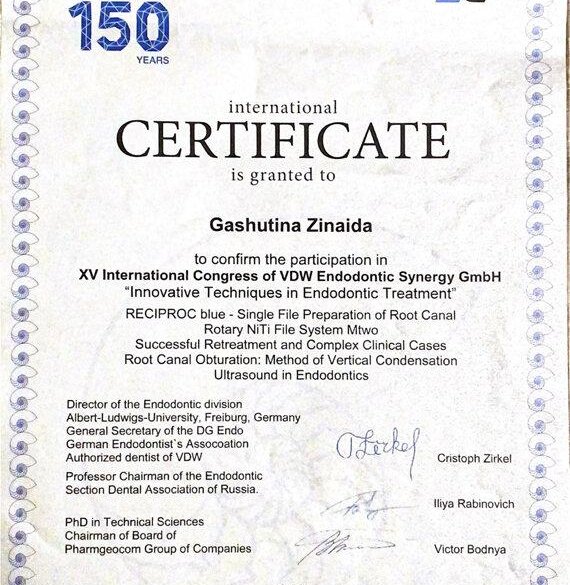 150
YEARS
international
CERTIFICATE
is granted to
Gashutina Zinaida
to confirm the participation in
XV International Congress of VDW Endodontic Synergy GmbH
“Innovative Techniques in Endodontic Treatment”
RECIPROC blue - Single File Preparation of Root Canal
Rotary NiTi File System Mtwo
Successful Retreatment and Complex Clinical Cases
Root Canal Obturation: Method of Vertical Condensation
Ultrasound in Endodontics
Director of the Endodontic division
Albert-Ludwigs-University, Freiburg, Germany
General Secretary of the DG Endo
German Endodontist`s Assocoation
Authorized dentist of VDW
Cristoph Zirkel
Professor Chairman of the Endodontic
Section Dental Association of Russia.
Iliya Rabinovich
PhD in Technical Sciences
Chairman of Board of
Pharmgeocom Group of Companies
Victor Bodnya